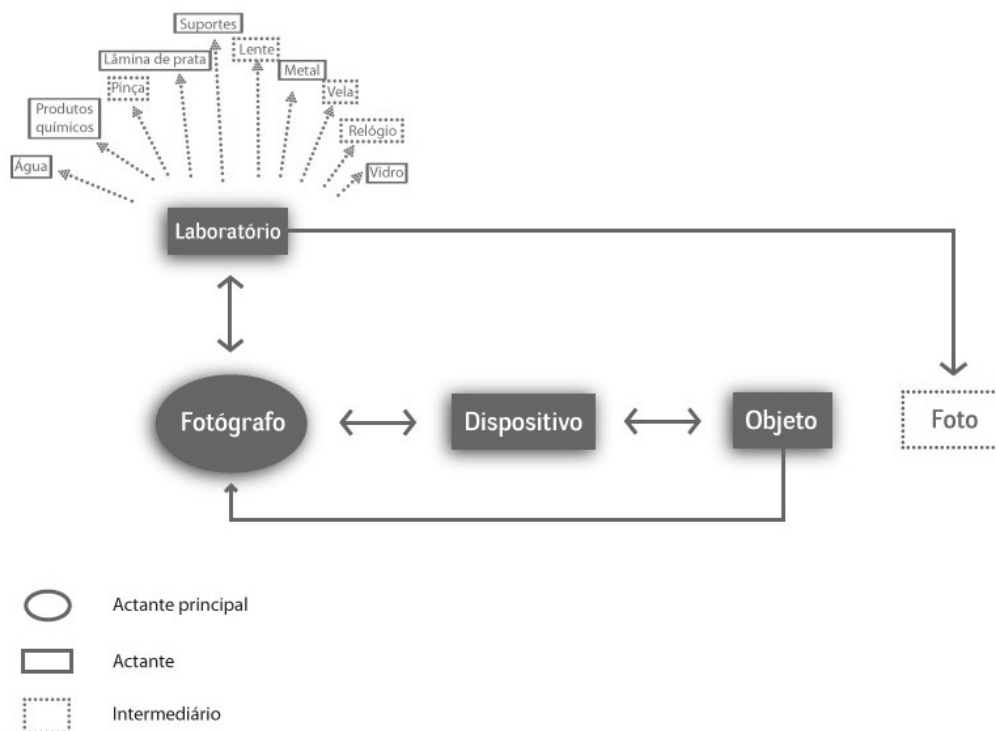 Suportes
Lente
Lâmina de prata
Metal
Pinça
Vela
Produtos
químicos
Relógio
Água
Vidro
Laboratório
Fotógrafo
Dispositivo
Objeto
Foto
Actante principal
Actante
Intermediário